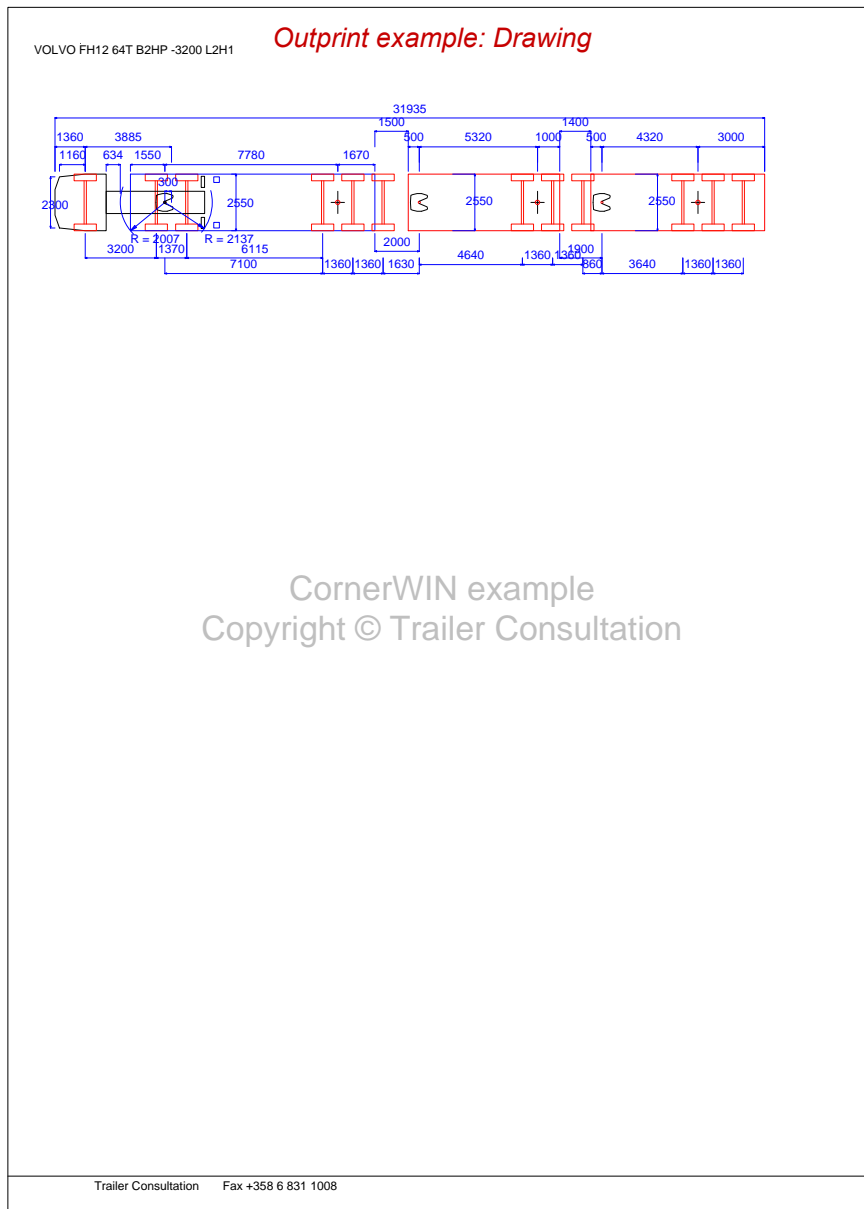 Outprint example: Drawing
VOLVO FH12 64T B2HP -3200 L2H1
31935
1500 1400
1360 3885 500 5320 1000 500 4320 3000
1160 634 1550 7780 1670
300
2300 2550 2550 2550
R = 2007 R = 2137
3200 1370 6115 2000 4640 1360 1360 1900
7100 1360 1360 1630 860 3640 1360 1360
CornerWIN example
Copyright © Trailer Consultation
Trailer Consultation Fax +358 6 831 1008